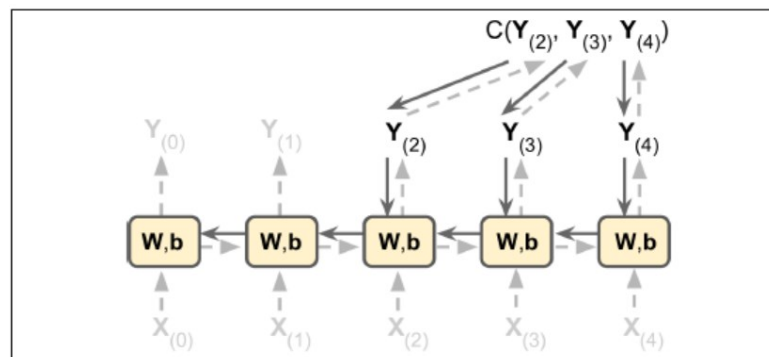 C(Y(2), Y(3), Y(4))
Y(0) Y(1) Y(2) Y(3) Y(4)
W,b W,b W,b W,b W,b
X(0) X(1) X(2) X(3) X(4)